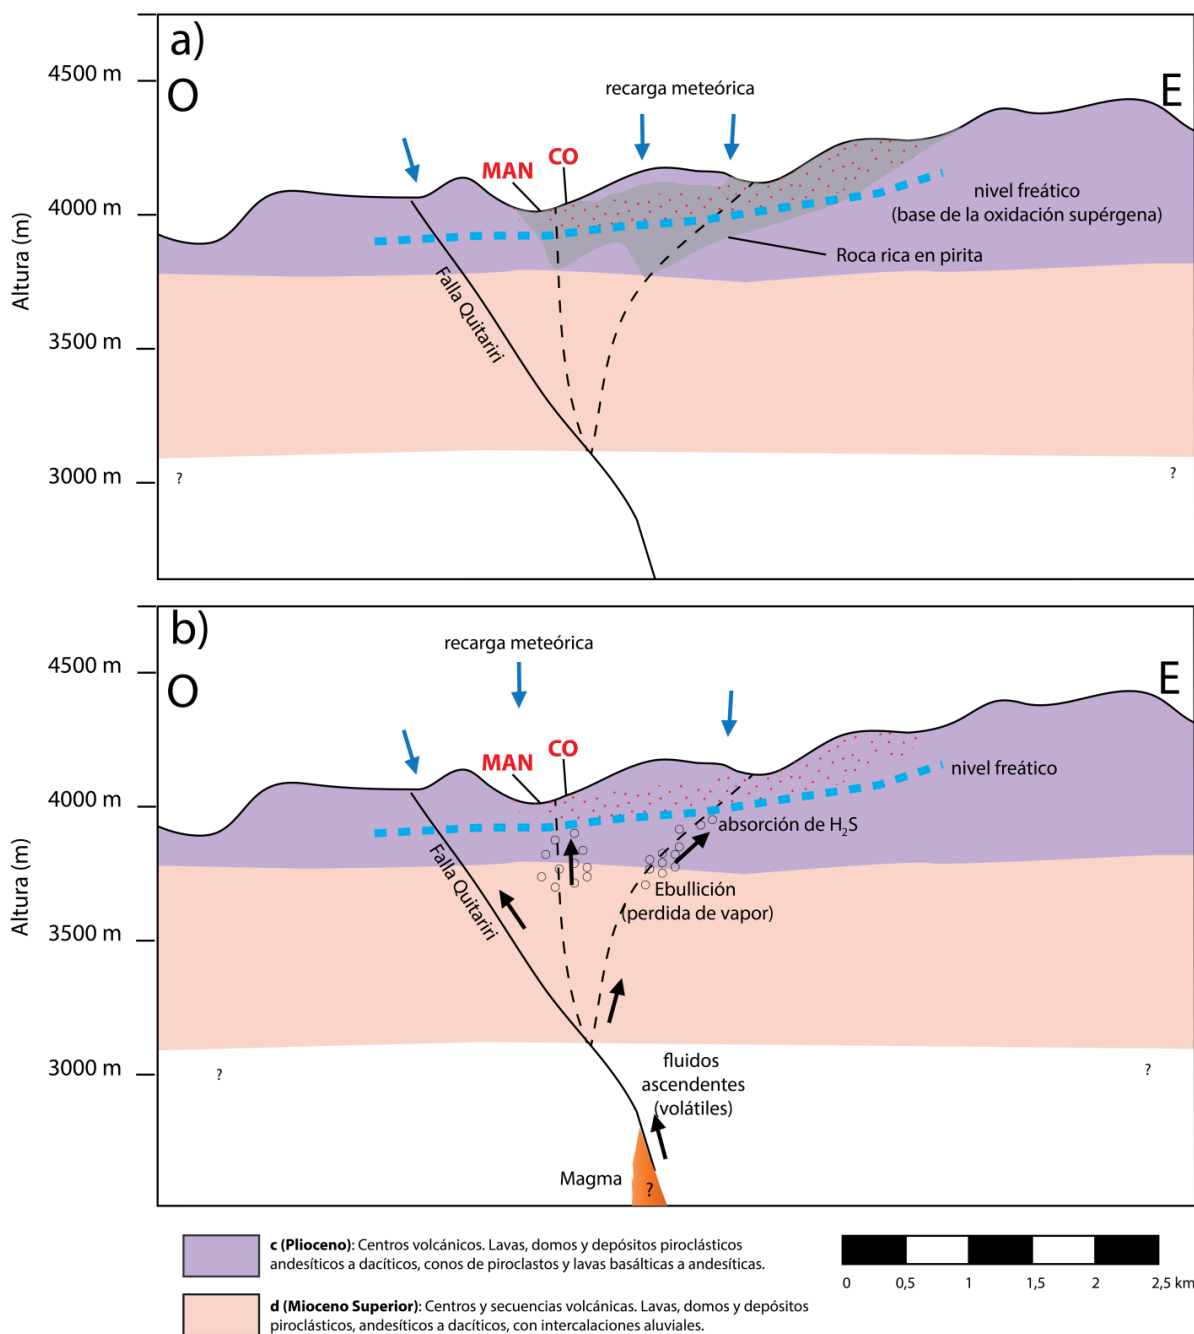 a)
O
E
4500 m
4000 m
3500 m
3000 m
Altura (m)
recarga meteórica
MAN
CO
nivel freático
(base de la oxidación supérgena)
Roca rica en pirita
Falla Quitariri
?
?
b)
O
E
4500 m
4000 m
3500 m
3000 m
Altura (m)
recarga meteórica
MAN
CO
nivel freático
absorción de H₂S
Ebullición
(perdida de vapor)
Falla Quitariri
fluidos
ascendentes
(volátiles)
?
?
Magma
?
c (Plioceno): Centros volcánicos. Lavas, domos y depósitos piroclásticos
andesíticos a dacíticos, conos de piroclastos y lavas basálticas a andesíticas.
d (Mioceno Superior): Centros y secuencias volcánicas. Lavas, domos y depósitos
piroclásticos, andesíticos a dacíticos, con intercalaciones aluviales.
0 0,5 1 1,5 2 2,5 km